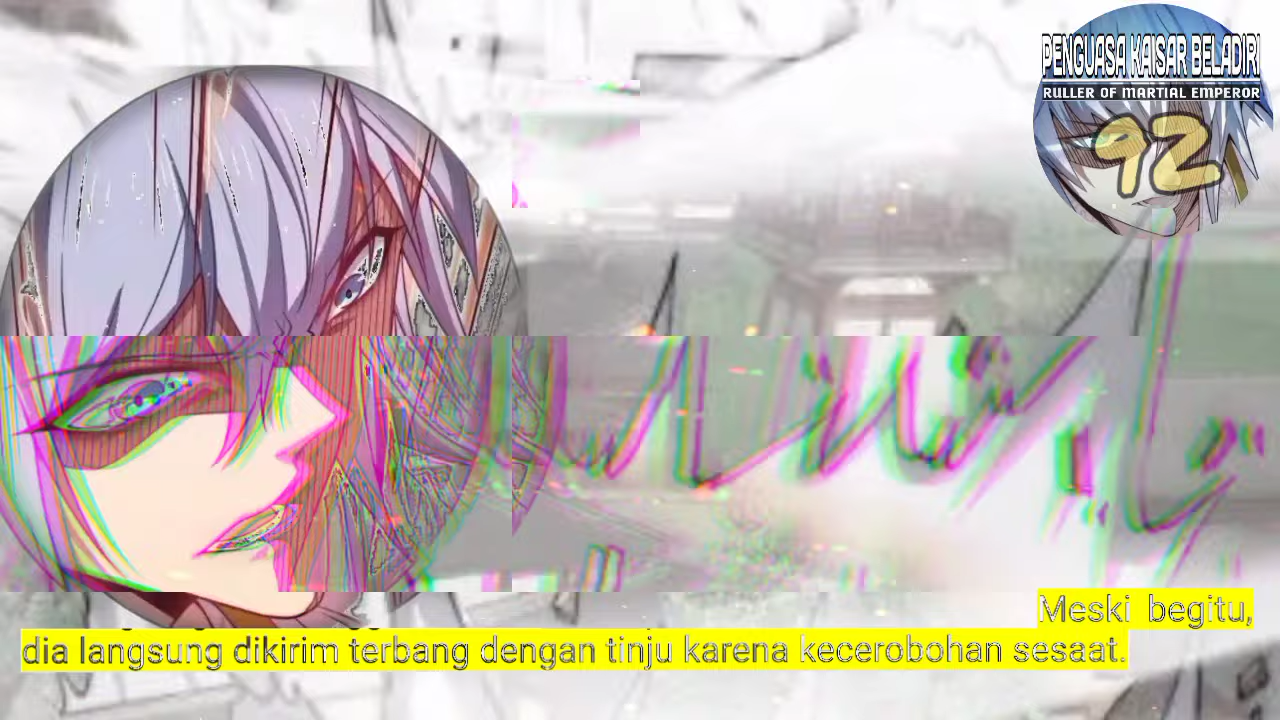 PENGUASA KAISAR BELADIRI
RULLER OF MARTIAL EMPEROR
92
Meski begitu,
dia langsung dikirim terbang dengan tinju karena kecerobohan sesaat.